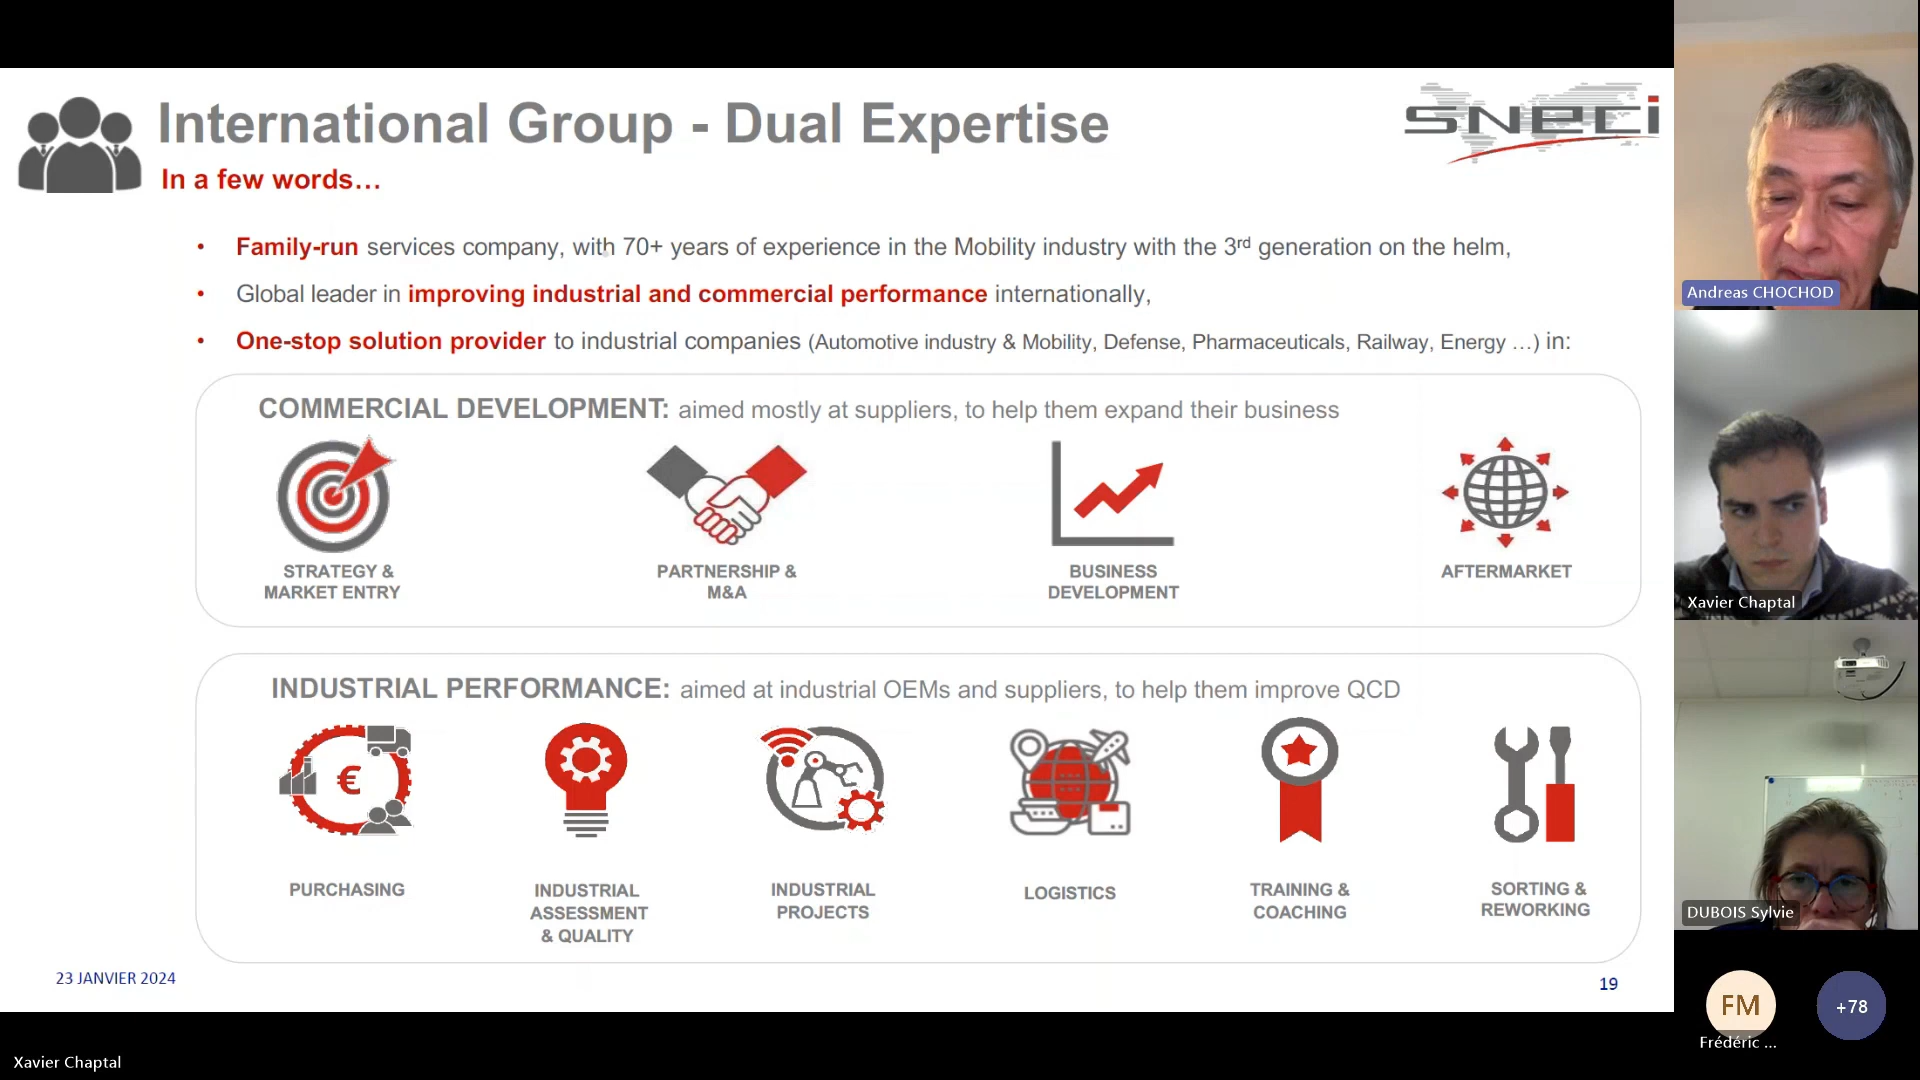 International Group - Dual Expertise
sneci
In a few words…
• Family-run services company, with 70+ years of experience in the Mobility industry with the 3rd generation on the helm,
• Global leader in improving industrial and commercial performance internationally,
• One-stop solution provider to industrial companies (Automotive industry & Mobility, Defense, Pharmaceuticals, Railway, Energy …) in:
COMMERCIAL DEVELOPMENT: aimed mostly at suppliers, to help them expand their business
STRATEGY &
MARKET ENTRY
PARTNERSHIP &
M&A
BUSINESS
DEVELOPMENT
AFTERMARKET
INDUSTRIAL PERFORMANCE: aimed at industrial OEMs and suppliers, to help them improve QCD
€
PURCHASING
INDUSTRIAL
ASSESSMENT
& QUALITY
INDUSTRIAL
PROJECTS
LOGISTICS
TRAINING &
COACHING
SORTING &
REWORKING
23 JANVIER 2024
19
Andreas CHOCHOD
Xavier Chaptal
DUBOIS Sylvie
FM
Frédéric ...
+78
Xavier Chaptal